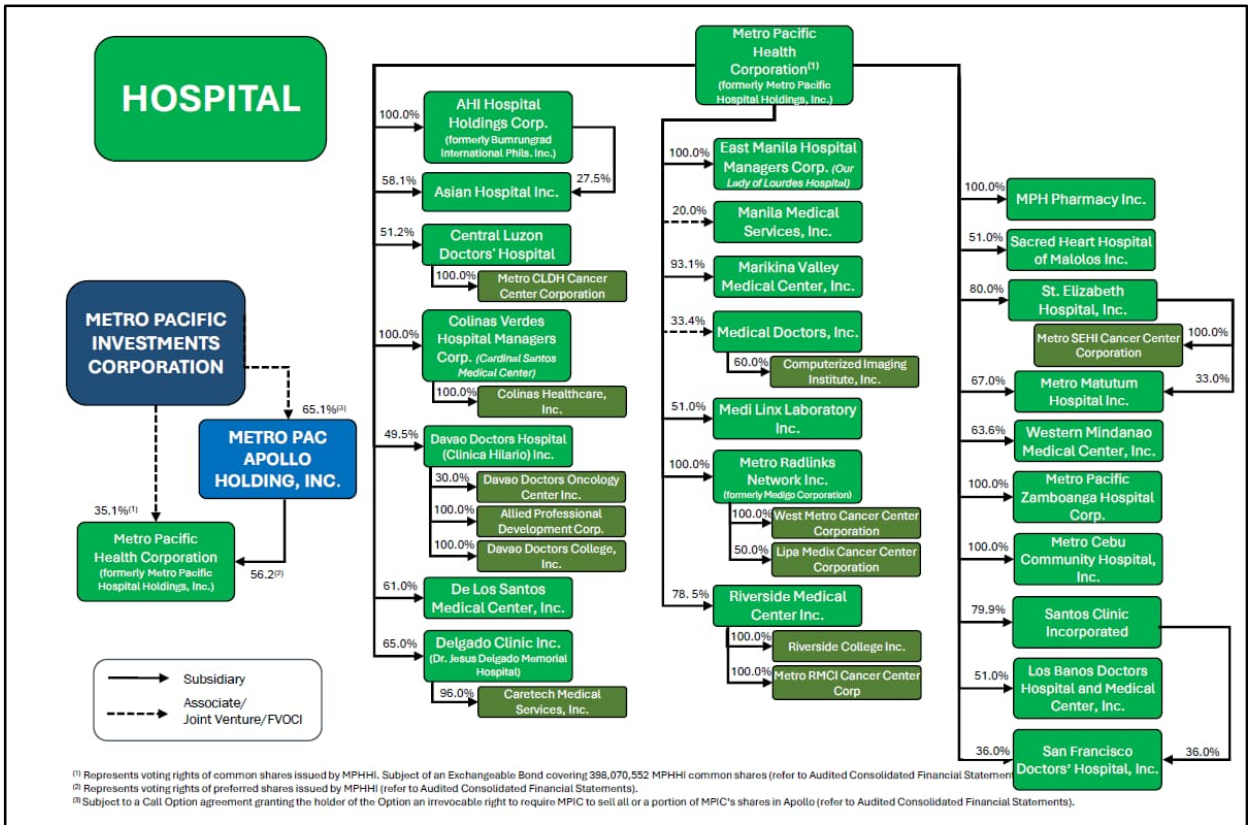 HOSPITAL
METRO PACIFIC
INVESTMENTS
CORPORATION
65.1%(3)
METRO PAC
APOLLO
HOLDING, INC.
35.1%(1)
Metro Pacific
Health Corporation
(formerly Metro Pacific
Hospital Holdings, Inc.)
56.2(2)
Subsidiary
Associate/
Joint Venture/FVOCI
Metro Pacific
Health
Corporation(1)
(formerly Metro Pacific
Hospital Holdings, Inc.)
100.0%
AHI Hospital
Holdings Corp.
(formerly Bumrungrad
International Phils. Inc.)
58.1%
Asian Hospital Inc.
27.5%
51.2%
Central Luzon
Doctors' Hospital
100.0%
Metro CLDH Cancer
Center Corporation
100.0%
Colinas Verdes
Hospital Managers
Corp. (Cardinal Santos
Medical Center)
100.0%
Colinas Healthcare,
Inc.
49.5%
Davao Doctors Hospital
(Clinica Hilario) Inc.
30.0%
Davao Doctors Oncology
Center Inc.
100.0%
Allied Professional
Development Corp.
100.0%
Davao Doctors College,
Inc.
61.0%
De Los Santos
Medical Center, Inc.
65.0%
Delgado Clinic Inc.
(Dr. Jesus Delgado Memorial
Hospital)
96.0%
Caretech Medical
Services, Inc.
100.0%
East Manila Hospital
Managers Corp. (Our
Lady of Lourdes Hospital)
20.0%
Manila Medical
Services, Inc.
93.1%
Marikina Valley
Medical Center, Inc.
33.4%
Medical Doctors, Inc.
60.0%
Computerized Imaging
Institute, Inc.
51.0%
Medi Linx Laboratory
Inc.
100.0%
Metro Radlinks
Network Inc.
(formerly Medigo Corporation)
100.0%
West Metro Cancer Center
Corporation
50.0%
Lipa Medix Cancer Center
Corporation
78. 5%
Riverside Medical
Center Inc.
100.0%
Riverside College Inc.
100.0%
Metro RMCI Cancer Center
Corp
100.0%
MPH Pharmacy Inc.
51.0%
Sacred Heart Hospital
of Malolos Inc.
80.0%
St. Elizabeth
Hospital, Inc.
100.0%
Metro SEHI Cancer Center
Corporation
67.0%
Metro Matutum
Hospital Inc.
33.0%
63.6%
Western Mindanao
Medical Center, Inc.
100.0%
Metro Pacific
Zamboanga Hospital
Corp.
100.0%
Metro Cebu
Community Hospital,
Inc.
79.9%
Santos Clinic
Incorporated
51.0%
Los Banos Doctors
Hospital and Medical
Center, Inc.
36.0%
San Francisco
Doctors' Hospital, Inc.
36.0%
(1) Represents voting rights of common shares issued by MPHHI. Subject of an Exchangeable Bond covering 398,070,552 MPHHI common shares (refer to Audited Consolidated Financial Statement
(2) Represents voting rights of preferred shares issued by MPHHI (refer to Audited Consolidated Financial Statements).
(3) Subject to a Call Option agreement granting the holder of the Option an irrevocable right to require MPIC to sell all or a portion of MPIC's shares in Apollo (refer to Audited Consolidated Financial Statements).